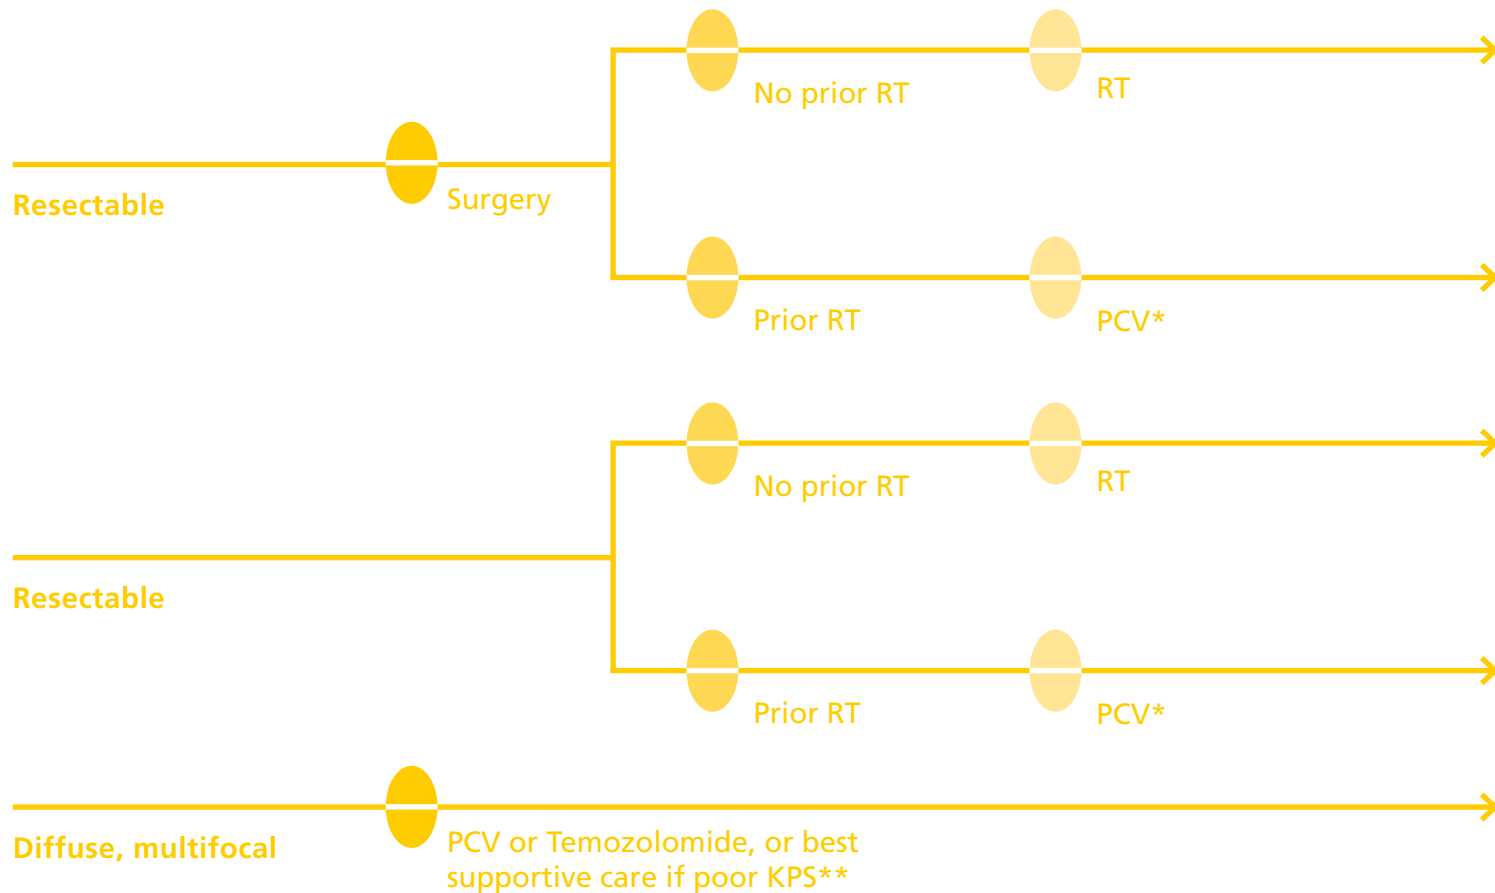 No prior RT
RT
Resectable
Surgery
Prior RT
PCV*
No prior RT
RT
Resectable
Prior RT
PCV*
Diffuse, multifocal
PCV or Temozolomide, or best
supportive care if poor KPS**